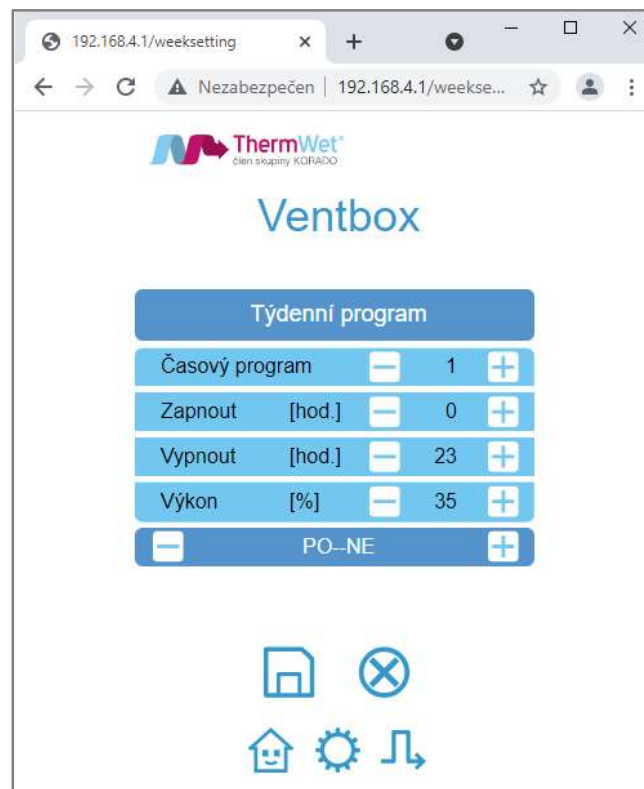 192.168.4.1/weeksetting
Nezabezpečen | 192.168.4.1/weekse...
ThermWet®
člen skupiny KORADO
Ventbox
Týdenní program
Časový program 1
Zapnout [hod.] 0
Vypnout [hod.] 23
Výkon [%] 35
PO--NE